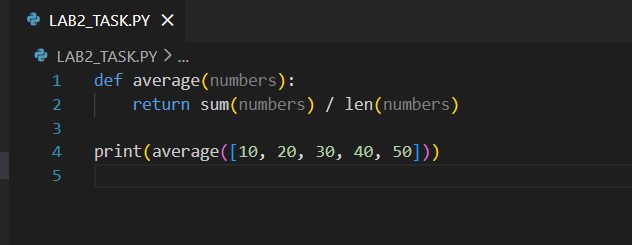 LAB2_TASK.PY
LAB2_TASK.PY > ...
1 def average(numbers):
2     return sum(numbers) / len(numbers)
3
4 print(average([10, 20, 30, 40, 50]))
5